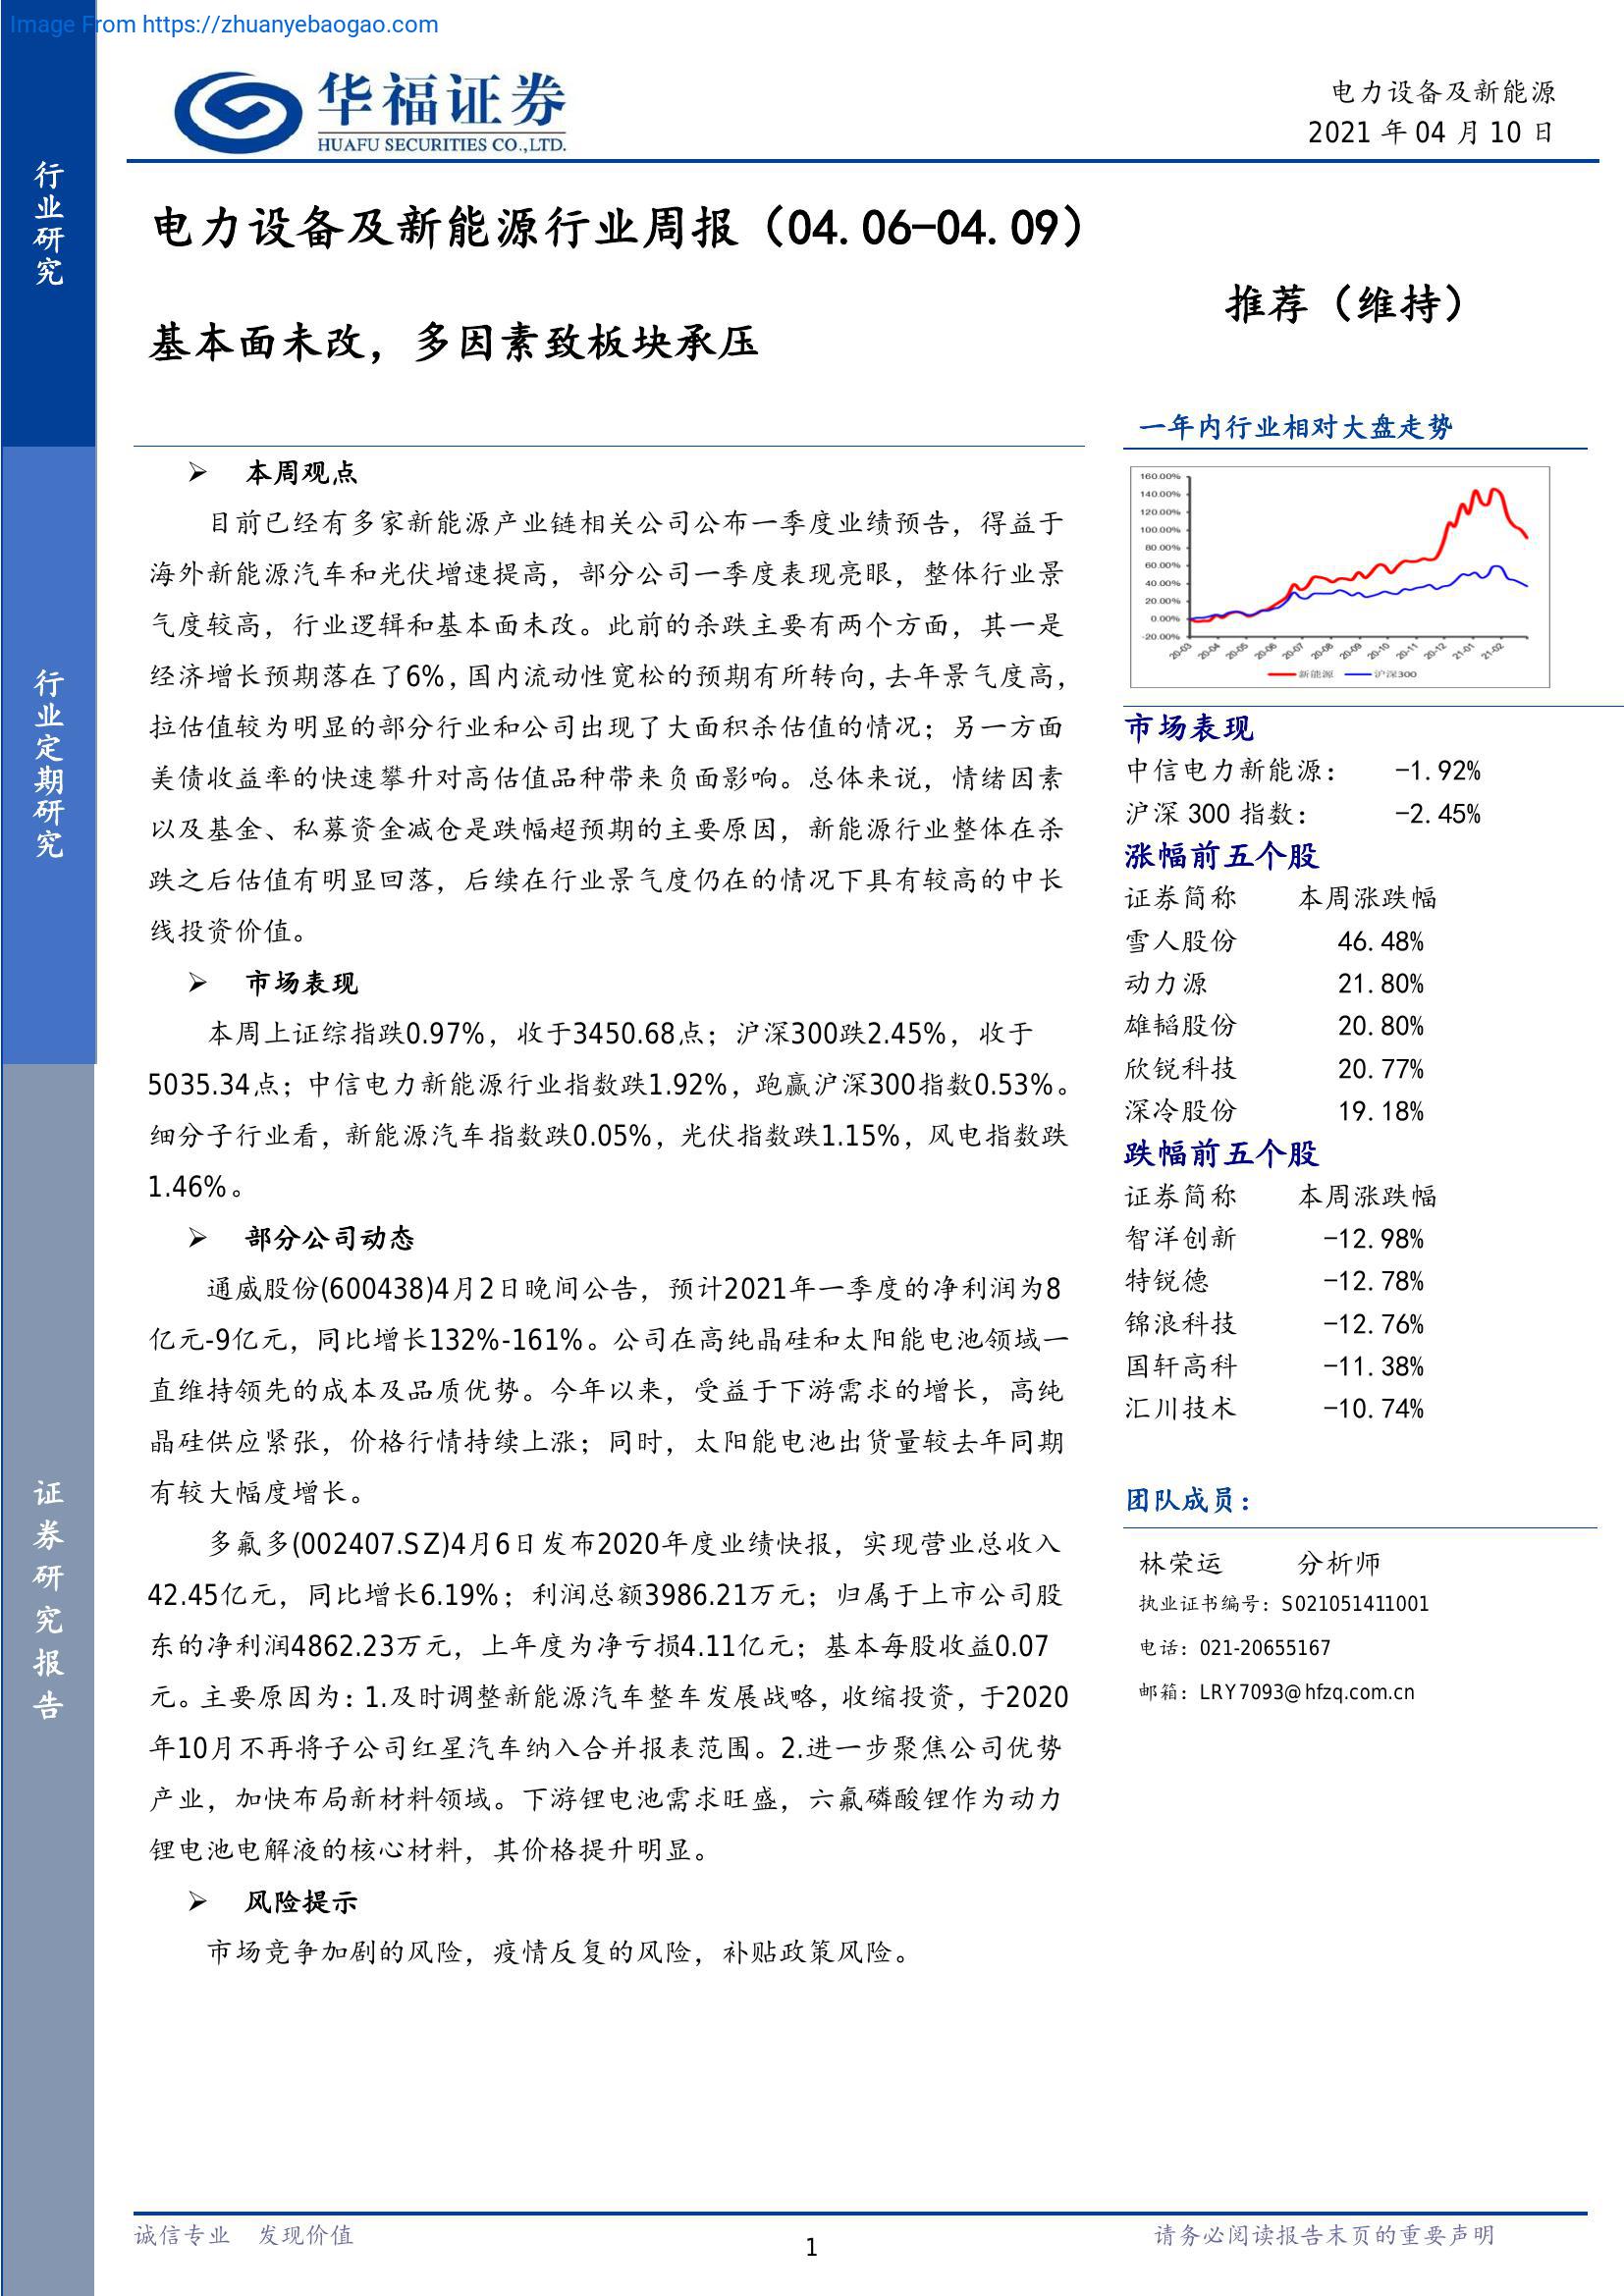 Image From https://zhuanyebaogao.com
华福证券
HUAFU SECURITIES CO.,LTD.
电力设备及新能源
2021 年 04 月 10 日
行业研究
行业定期研究
证券研究报告
电力设备及新能源行业周报（04.06-04.09）
基本面未改，多因素致板块承压
推荐（维持）
➢ 本周观点
目前已经有多家新能源产业链相关公司公布一季度业绩预告，得益于
海外新能源汽车和光伏增速提高，部分公司一季度表现亮眼，整体行业景
气度较高，行业逻辑和基本面未改。此前的杀跌主要有两个方面，其一是
经济增长预期落在了6%，国内流动性宽松的预期有所转向，去年景气度高，
拉估值较为明显的部分行业和公司出现了大面积杀估值的情况；另一方面
美债收益率的快速攀升对高估值品种带来负面影响。总体来说，情绪因素
以及基金、私募资金减仓是跌幅超预期的主要原因，新能源行业整体在杀
跌之后估值有明显回落，后续在行业景气度仍在的情况下具有较高的中长
线投资价值。
➢ 市场表现
本周上证综指跌0.97%，收于3450.68点；沪深300跌2.45%，收于
5035.34点；中信电力新能源行业指数跌1.92%，跑赢沪深300指数0.53%。
细分子行业看，新能源汽车指数跌0.05%，光伏指数跌1.15%，风电指数跌
1.46%。
➢ 部分公司动态
通威股份(600438)4月2日晚间公告，预计2021年一季度的净利润为8
亿元-9亿元，同比增长132%-161%。公司在高纯晶硅和太阳能电池领域一
直维持领先的成本及品质优势。今年以来，受益于下游需求的增长，高纯
晶硅供应紧张，价格行情持续上涨；同时，太阳能电池出货量较去年同期
有较大幅度增长。
多氟多(002407.SZ)4月6日发布2020年度业绩快报，实现营业总收入
42.45亿元，同比增长6.19%；利润总额3986.21万元；归属于上市公司股
东的净利润4862.23万元，上年度为净亏损4.11亿元；基本每股收益0.07
元。主要原因为：1.及时调整新能源汽车整车发展战略，收缩投资，于2020
年10月不再将子公司红星汽车纳入合并报表范围。2.进一步聚焦公司优势
产业，加快布局新材料领域。下游锂电池需求旺盛，六氟磷酸锂作为动力
锂电池电解液的核心材料，其价格提升明显。
➢ 风险提示
市场竞争加剧的风险，疫情反复的风险，补贴政策风险。
一年内行业相对大盘走势
160.00%
140.00%
120.00%
100.00%
80.00%
60.00%
40.00%
20.00%
0.00%
-20.00%
20-03 20-04 20-05 20-06 20-07 20-08 20-09 20-10 20-11 20-12 21-01 21-02
新能源 沪深300
市场表现
中信电力新能源： -1.92%
沪深 300 指数： -2.45%
涨幅前五个股
证券简称 本周涨跌幅
雪人股份 46.48%
动力源 21.80%
雄韬股份 20.80%
欣锐科技 20.77%
深冷股份 19.18%
跌幅前五个股
证券简称 本周涨跌幅
智洋创新 -12.98%
特锐德 -12.78%
锦浪科技 -12.76%
国轩高科 -11.38%
汇川技术 -10.74%
团队成员：
林荣运 分析师
执业证书编号：S021051411001
电话：021-20655167
邮箱：LRY7093@hfzq.com.cn
诚信专业 发现价值
1
请务必阅读报告末页的重要声明